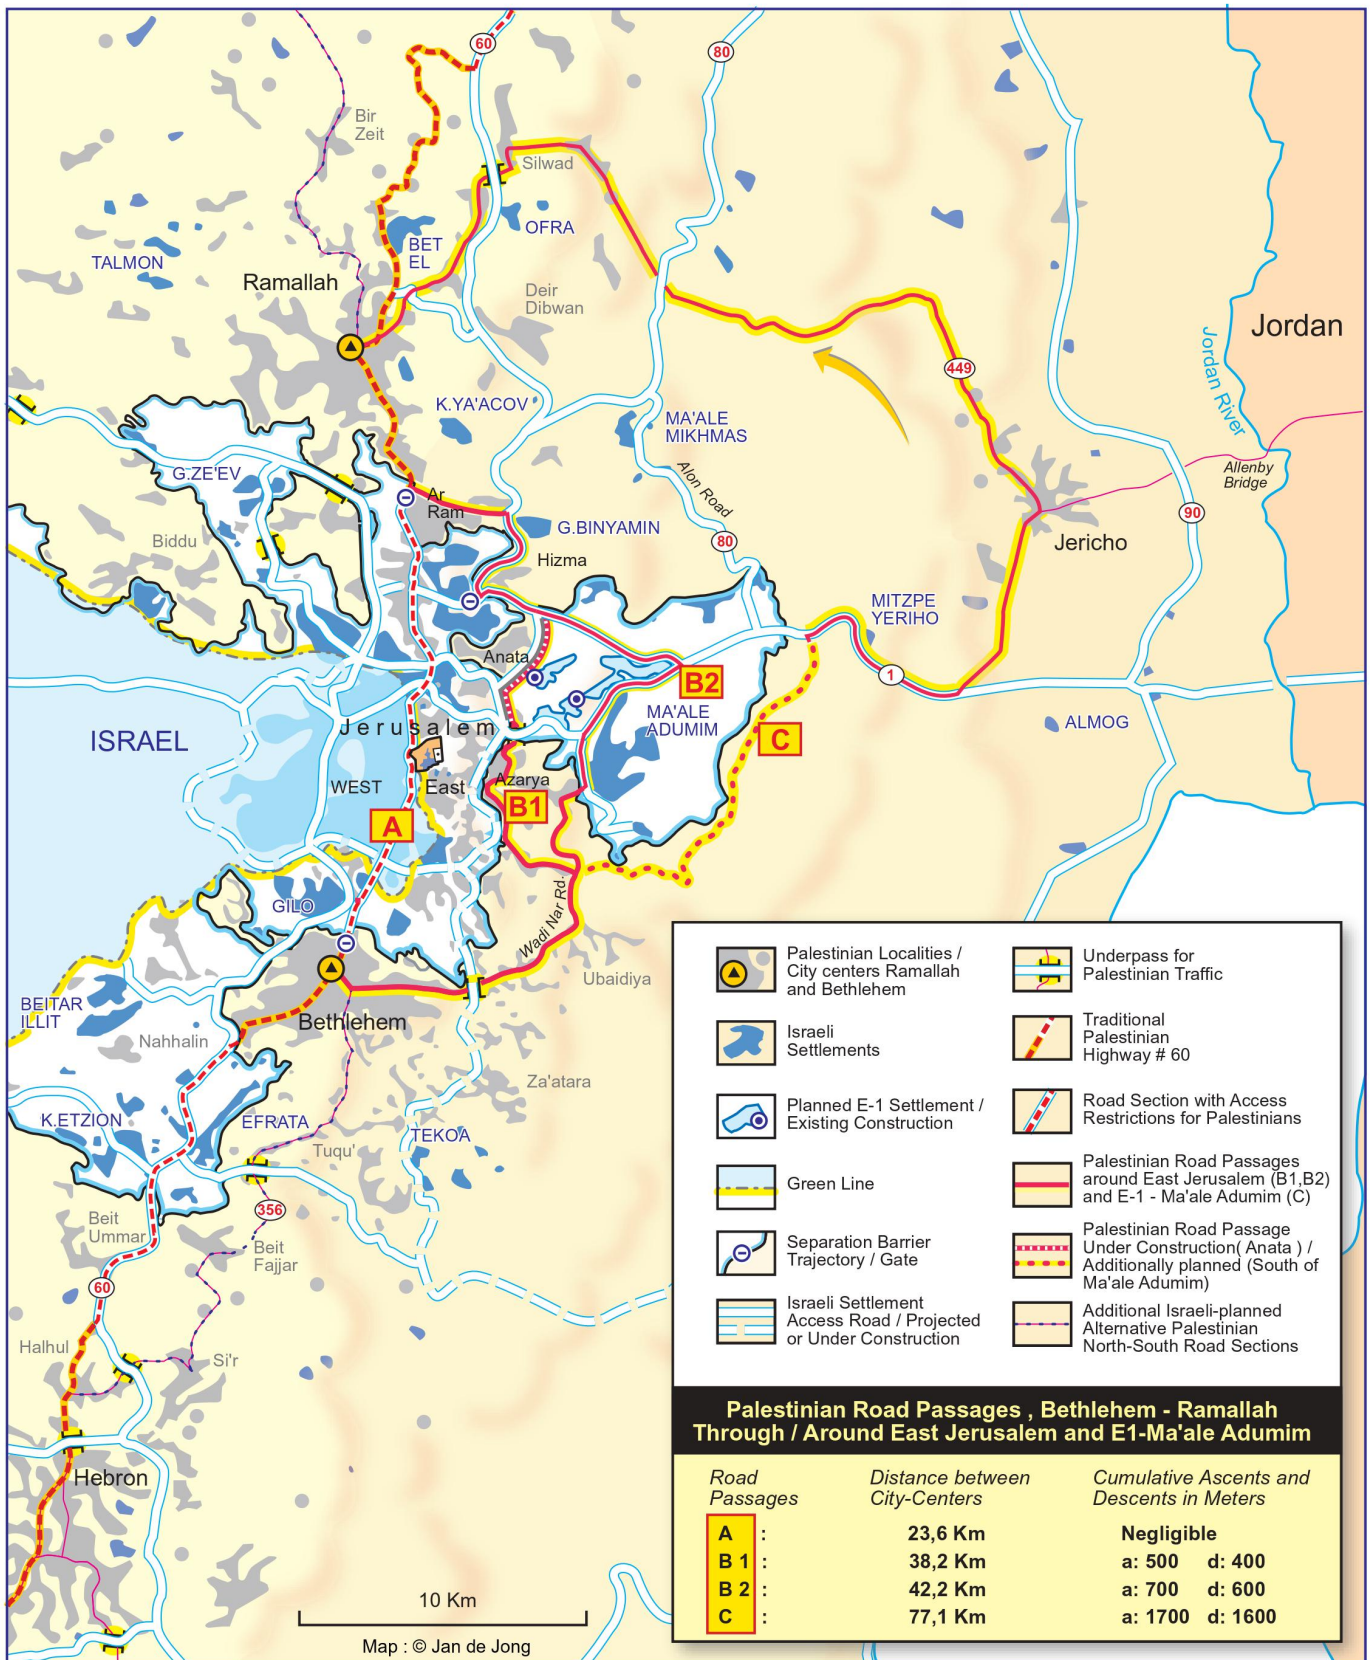 60
80
Bir
Zeit
Silwad
BET
EL
OFRA
TALMON
Ramallah
Deir
Dibwan
Jordan
Jordan River
449
K.YA'ACOV
MA'ALE
MIKHMAS
G.ZE'EV
Alon Road
Allenby
Bridge
Ar
Ram
90
G.BINYAMIN
Biddu
80
Jericho
Hizma
MITZPE
YERIHO
Anata
1
B2
MA'ALE
ADUMIM
ALMOG
ISRAEL
Jerusalem
C
WEST
East
Azarya
B1
A
GILO
Wadi Nar Rd.
Ubaidiya
BEITAR
ILLIT
Bethlehem
Nahhalin
Za'atara
K.ETZION
EFRATA
TEKOA
Tuqu'
356
Beit
Ummar
Beit
Fajjar
60
Halhul
Si'r
Hebron
10 Km
Map : © Jan de Jong
Palestinian Localities /
City centers Ramallah
and Bethlehem
Israeli
Settlements
Planned E-1 Settlement /
Existing Construction
Green Line
Separation Barrier
Trajectory / Gate
Israeli Settlement
Access Road / Projected
or Under Construction
Underpass for
Palestinian Traffic
Traditional
Palestinian
Highway # 60
Road Section with Access
Restrictions for Palestinians
Palestinian Road Passages
around East Jerusalem (B1,B2)
and E-1 - Ma'ale Adumim (C)
Palestinian Road Passage
Under Construction( Anata ) /
Additionally planned (South of
Ma'ale Adumim)
Additional Israeli-planned
Alternative Palestinian
North-South Road Sections
Palestinian Road Passages , Bethlehem - Ramallah
Through / Around East Jerusalem and E1-Ma'ale Adumim
Road Passages Distance between City-Centers Cumulative Ascents and Descents in Meters
A : 23,6 Km Negligible
B 1 : 38,2 Km a: 500 d: 400
B 2 : 42,2 Km a: 700 d: 600
C : 77,1 Km a: 1700 d: 1600